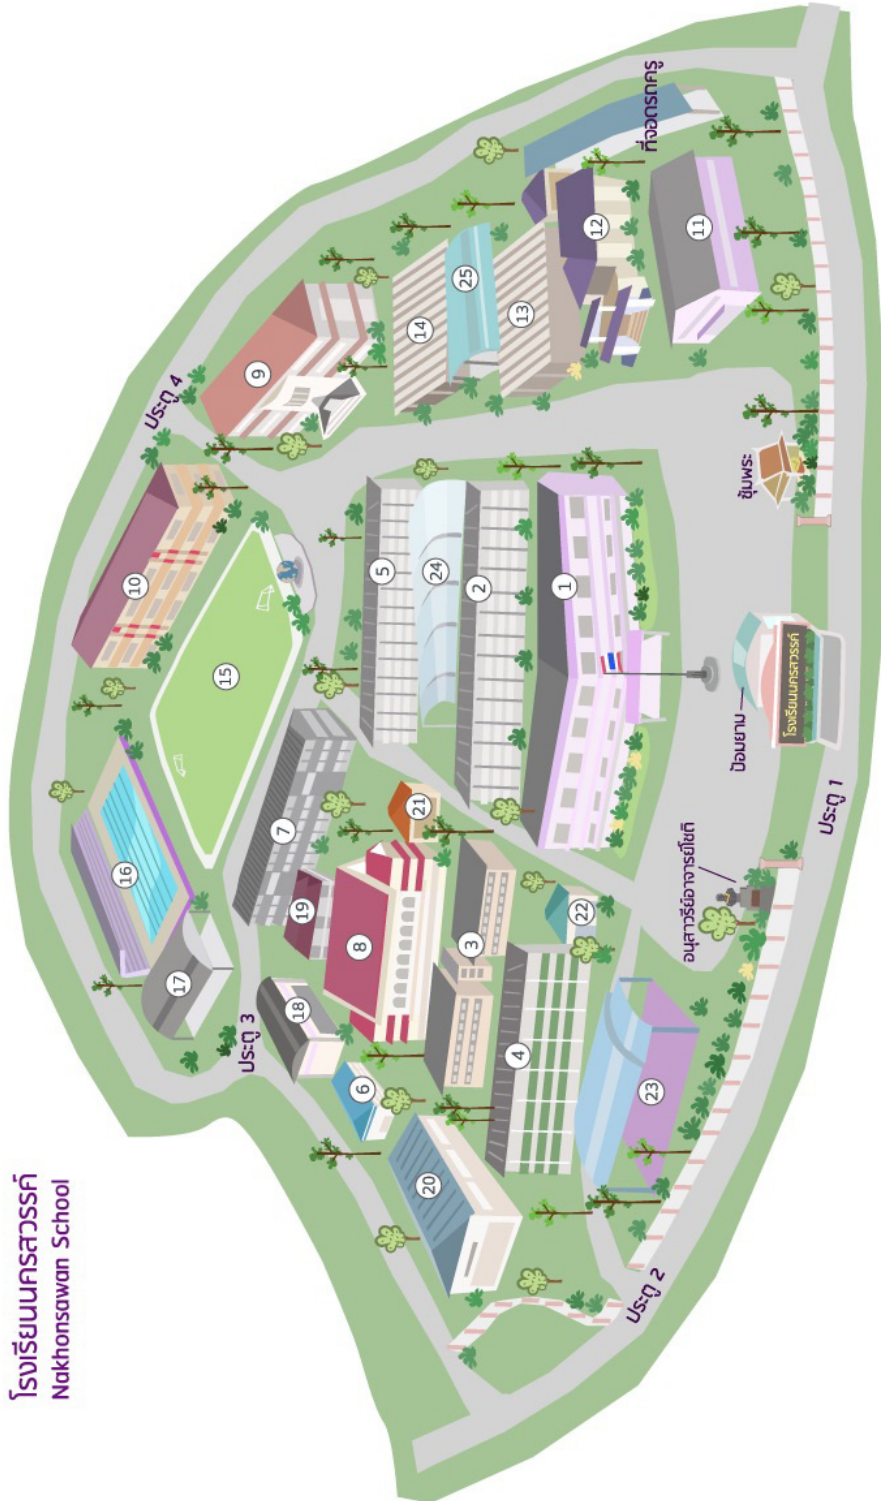 โรงเรียนนครสวรรค์
Nakhonsawan School
16
10
ประตู 4
17
15
ประตู 3
9
7
18
19
6
8
5
21
14
20
24
25
3
2
4
13
1
22
12
ประตู 2
23
ที่จอดรถครู
อนุสาวรีย์อาจารย์โชติ
11
ป้อมยาม
ซุ้มพระ
โรงเรียนนครสวรรค์
ประตู 1